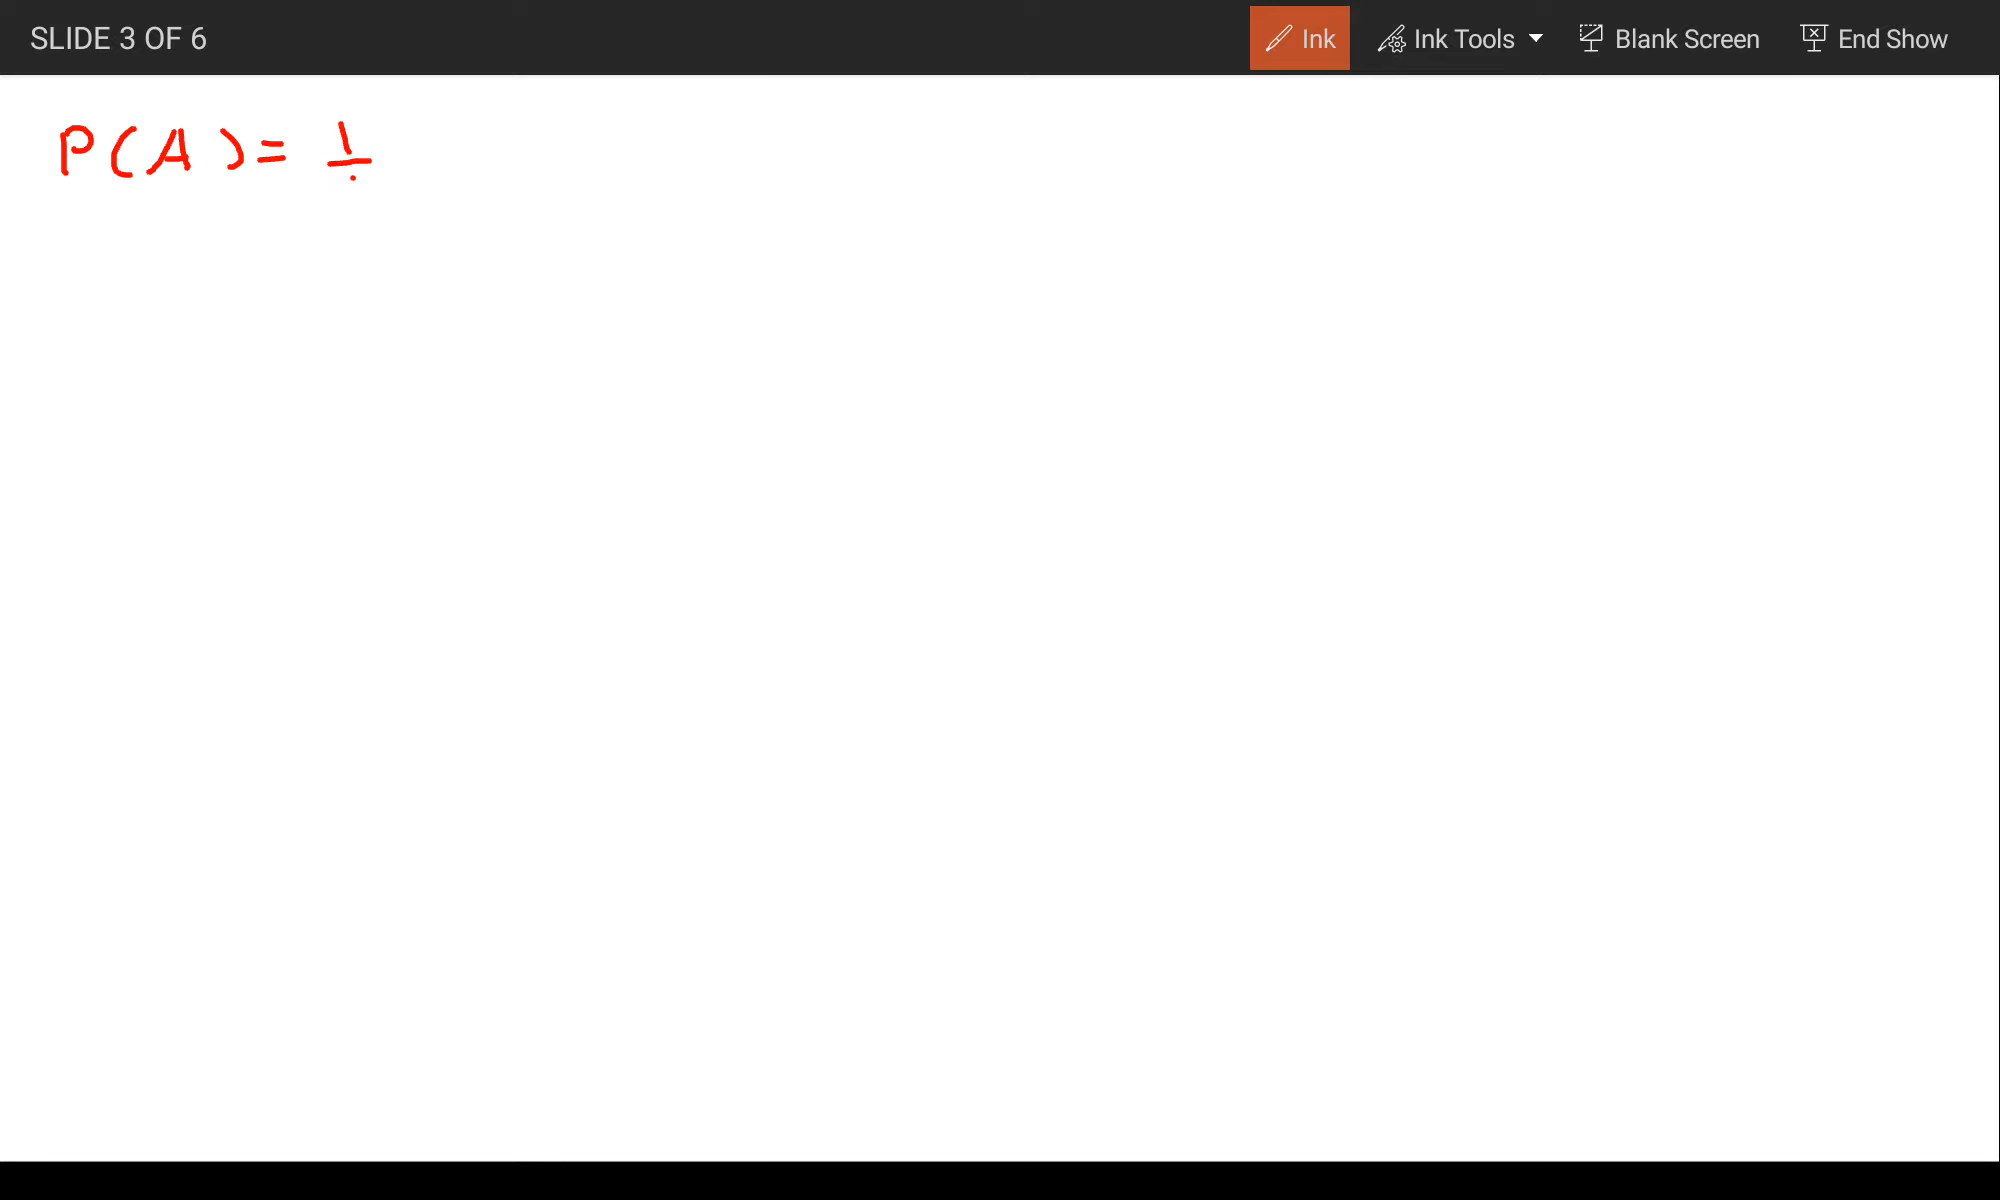 SLIDE 3 OF 6 Ink Ink Tools Blank Screen End Show
P(A) = 1